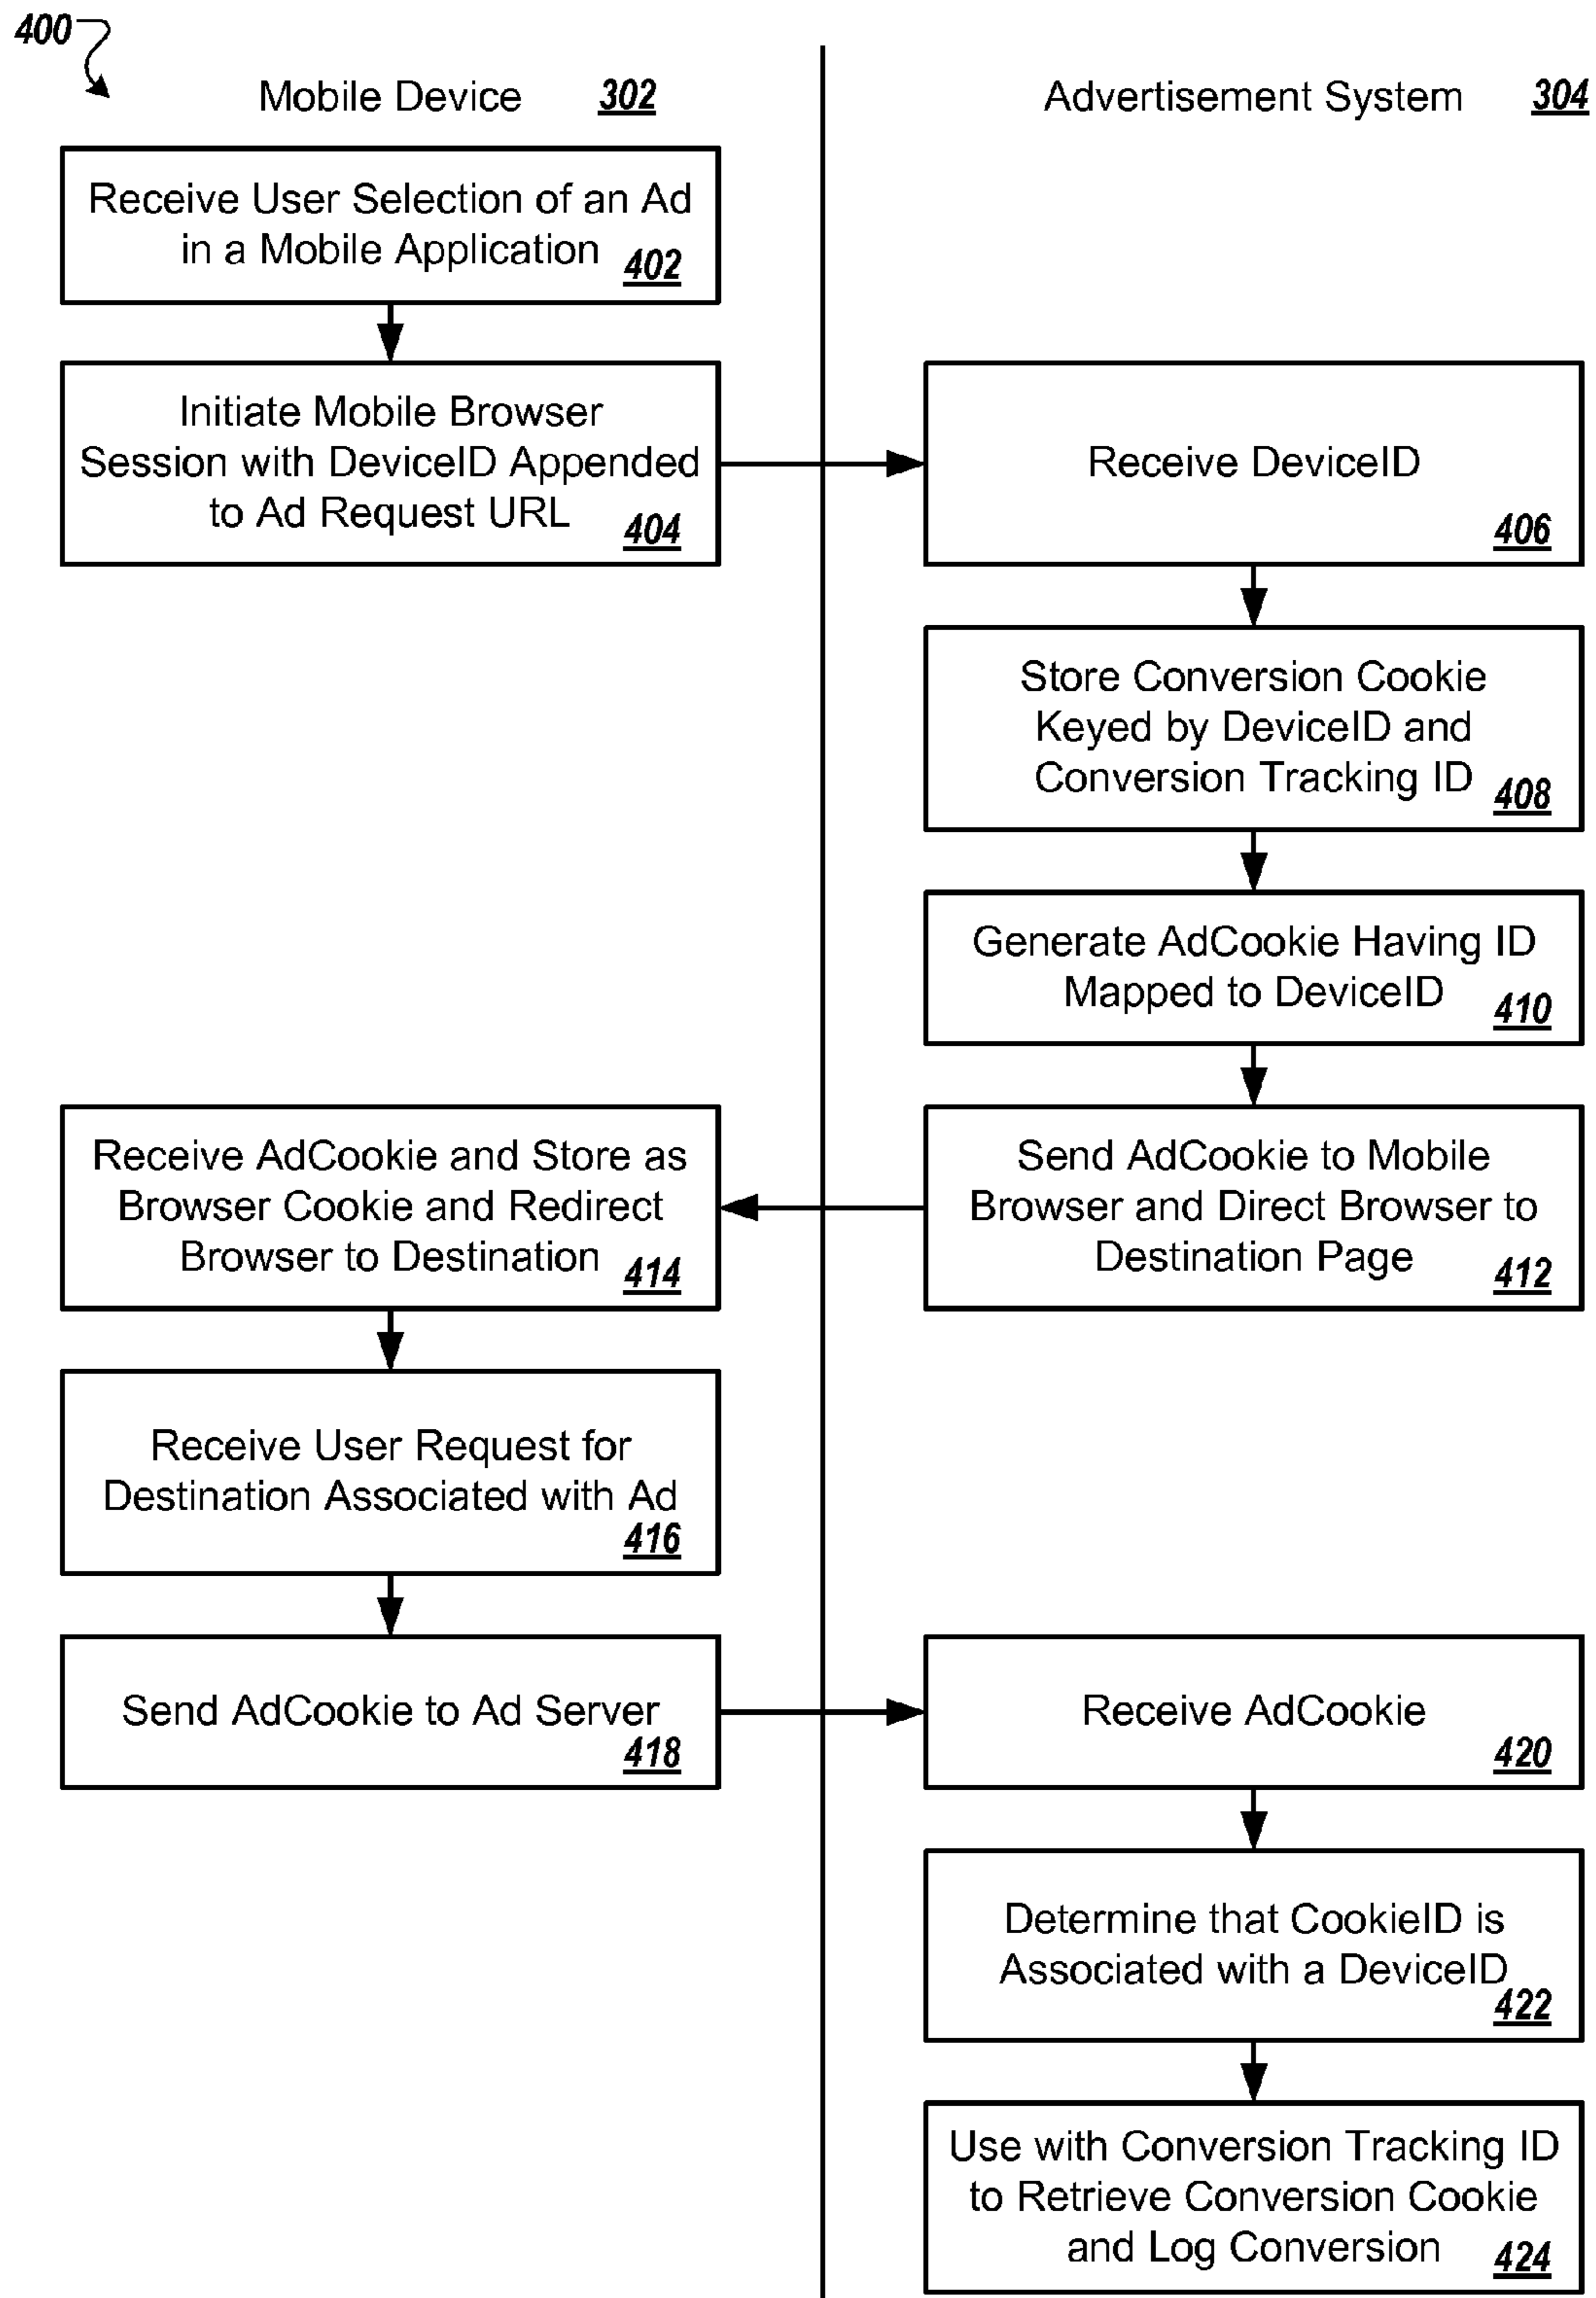 400
Mobile Device 302
Advertisement System 304
Receive User Selection of an Ad
in a Mobile Application 402
Initiate Mobile Browser
Session with DeviceID Appended
to Ad Request URL 404
Receive DeviceID
406
Store Conversion Cookie
Keyed by DeviceID and
Conversion Tracking ID 408
Generate AdCookie Having ID
Mapped to DeviceID 410
Send AdCookie to Mobile
Browser and Direct Browser to
Destination Page 412
Receive AdCookie and Store as
Browser Cookie and Redirect
Browser to Destination 414
Receive User Request for
Destination Associated with Ad
416
Send AdCookie to Ad Server
418
Receive AdCookie
420
Determine that CookieID is
Associated with a DeviceID
422
Use with Conversion Tracking ID
to Retrieve Conversion Cookie
and Log Conversion 424